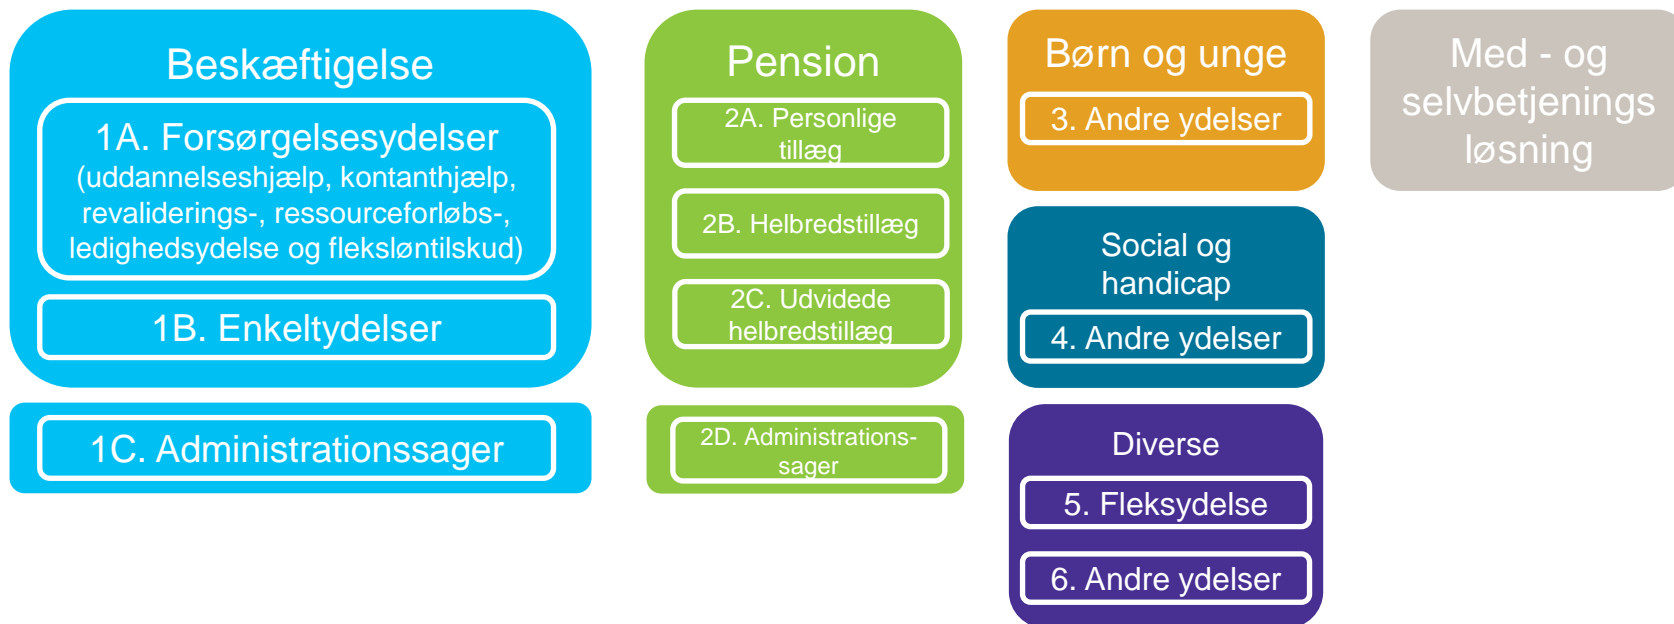 Beskæftigelse
1A. Forsørgelsesydelser
(uddannelseshjælp, kontanthjælp,
revaliderings-, ressourceforløbs-,
ledighedsydelse og fleksløntilskud)
1B. Enkeltydelser
1C. Administrationssager
Pension
2A. Personlige
tillæg
2B. Helbredstillæg
2C. Udvidede
helbredstillæg
2D. Administrations-
sager
Børn og unge
3. Andre ydelser
Social og
handicap
4. Andre ydelser
Diverse
5. Fleksydelse
6. Andre ydelser
Med - og
selvbetjenings
løsning